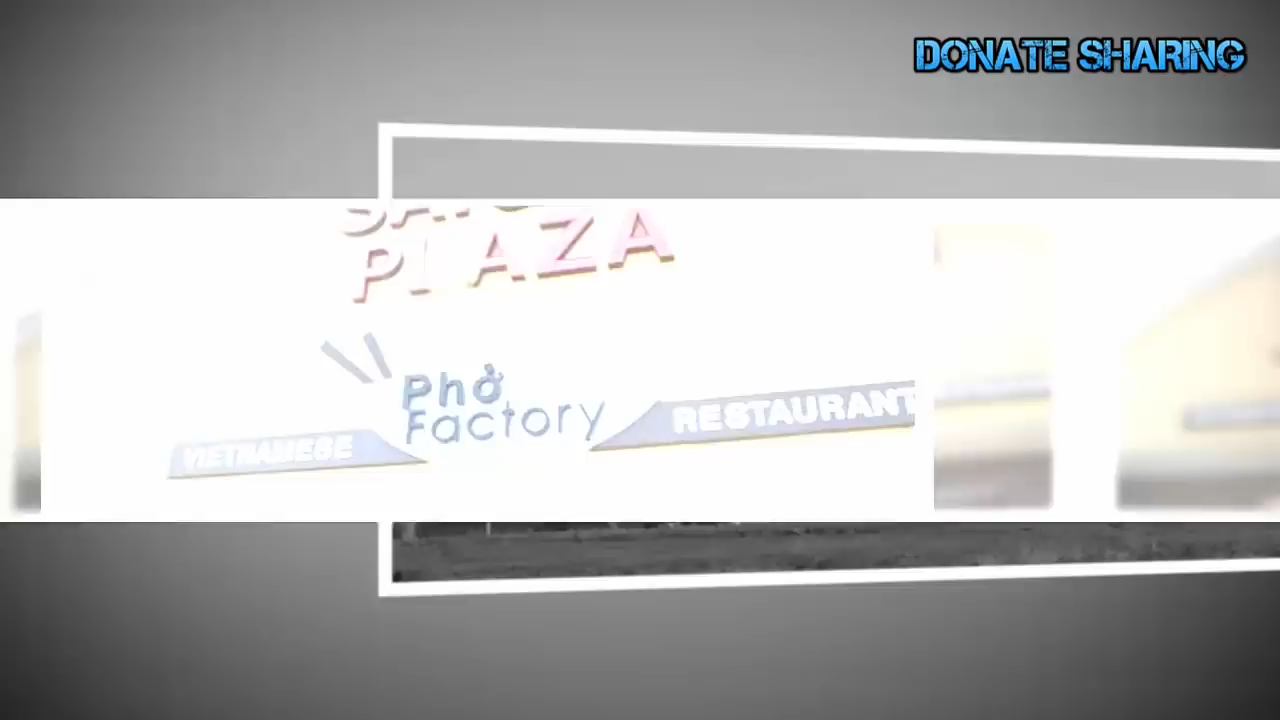 DONATE SHARING
PLAZA
Phở
Factory
VIETNAMESE
RESTAURANT